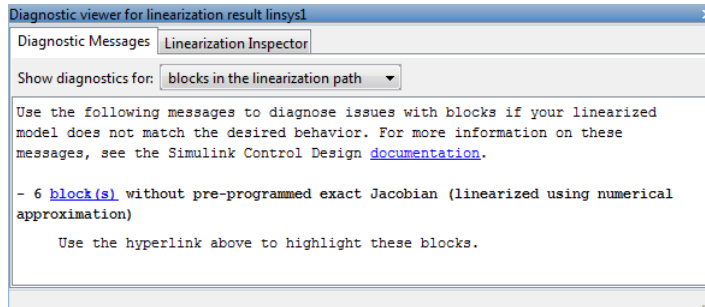 Diagnostic viewer for linearization result linsys1
Diagnostic Messages Linearization Inspector
Show diagnostics for: blocks in the linearization path
Use the following messages to diagnose issues with blocks if your linearized
model does not match the desired behavior. For more information on these
messages, see the Simulink Control Design documentation.
- 6 block(s) without pre-programmed exact Jacobian (linearized using numerical
approximation)
Use the hyperlink above to highlight these blocks.